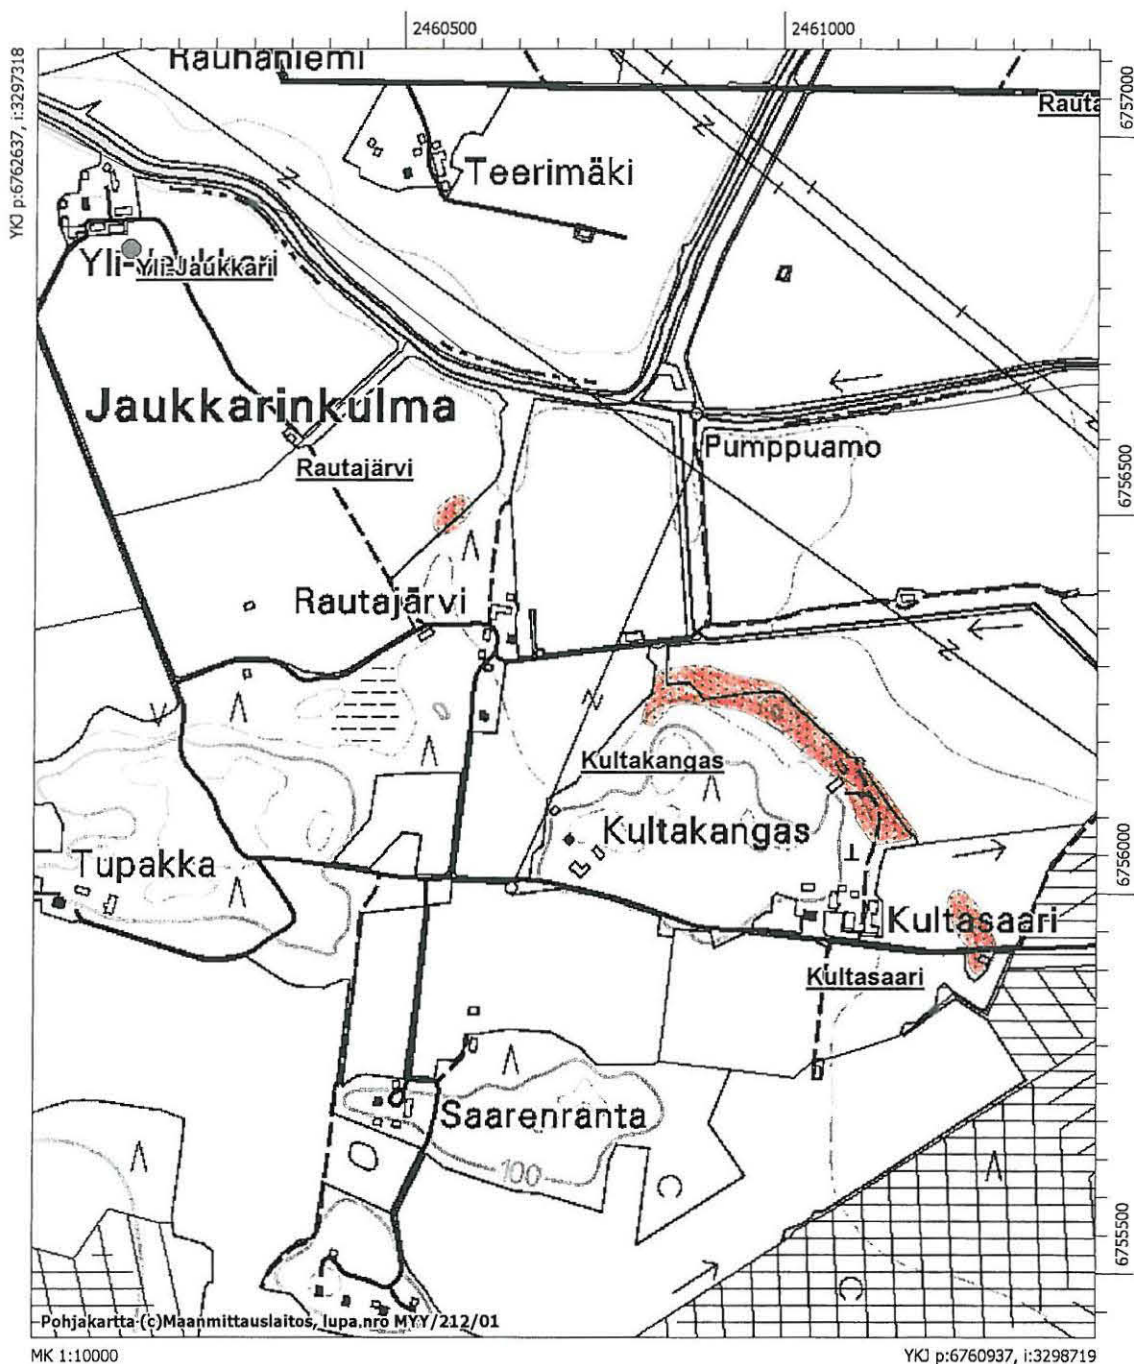 2460500
2461000
YKJ p:6762637, i:3297318
Rauhaniemi
Rauta
6757000
Teerimäki
Yli-Jaukkari
Yli-Jaukkari
Jaukkarinkulma
Pumppuamo
Rautajärvi
6756500
Rautajärvi
Kultakangas
Kultakangas
Tupakka
6756000
Kultasaari
Kultasaari
Saarenranta
100
6755500
Pohjakartta (c)Maanmittauslaitos, lupa.nro MYY/212/01
MK 1:10000
YKJ p:6760937, i:3298719